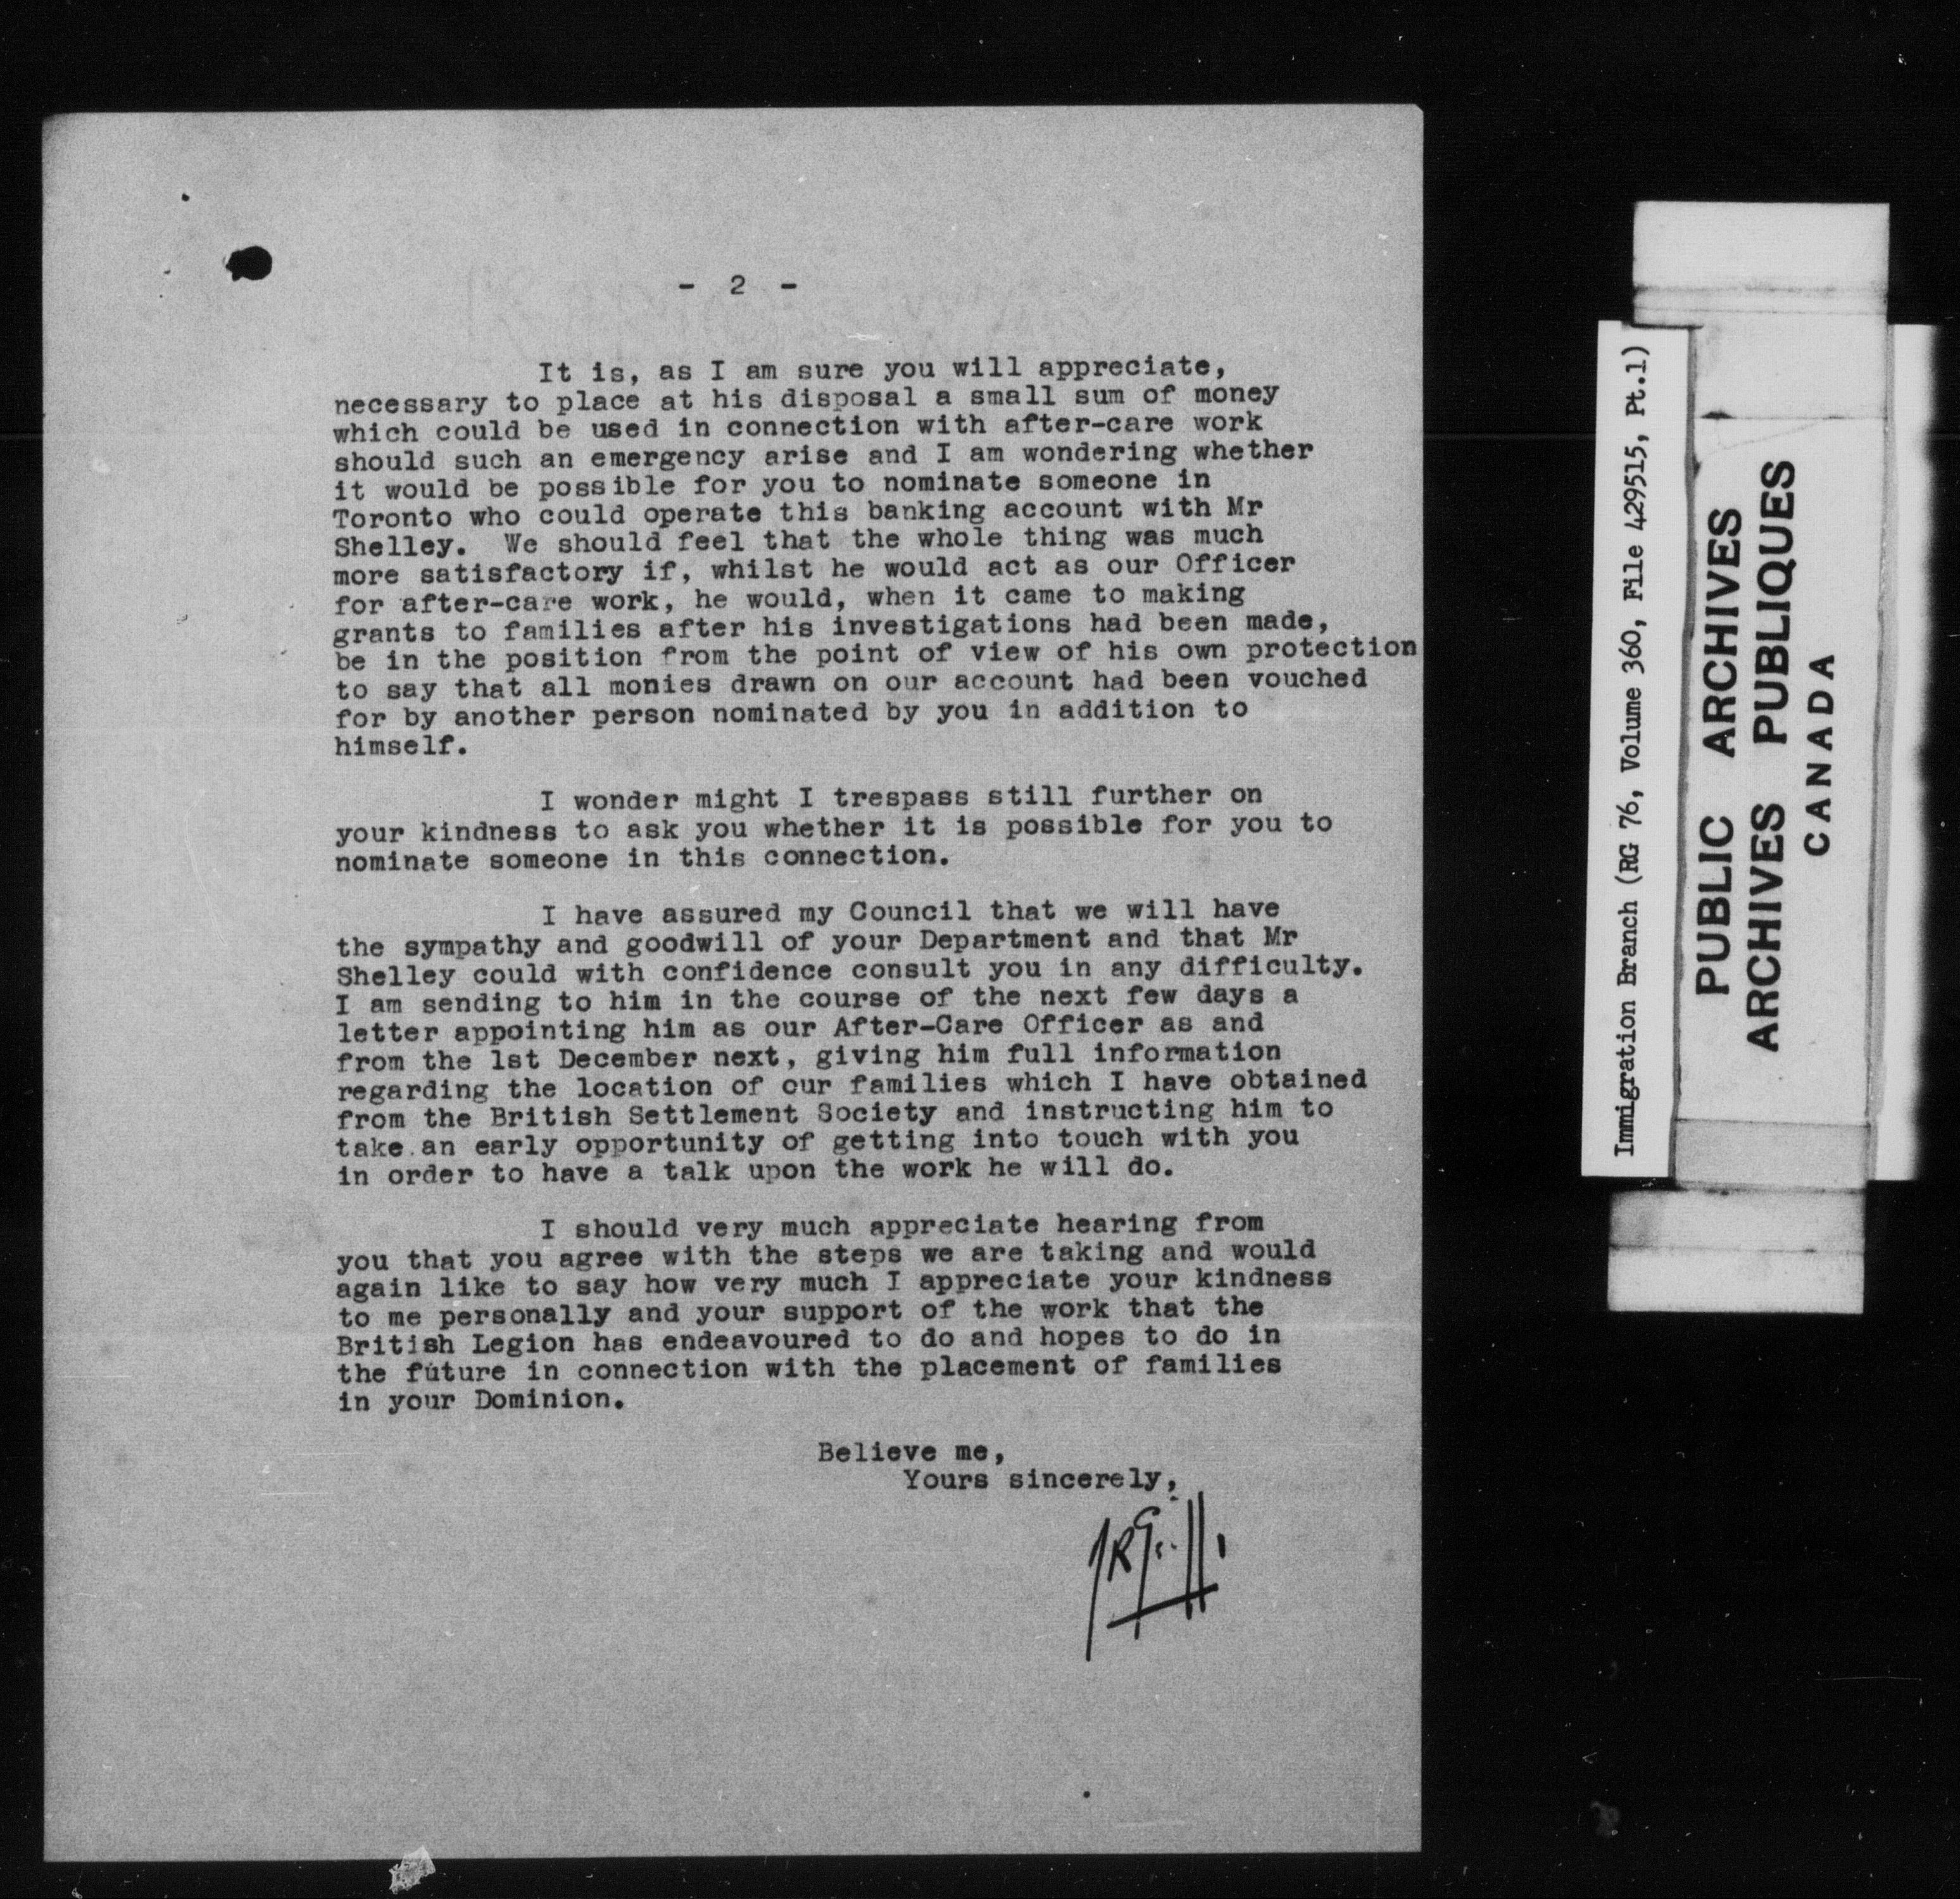 - 2 -
It is, as I am sure you will appreciate,
necessary to place at his disposal a small sum of money
which could be used in connection with after-care work
should such an emergency arise and I am wondering whether
it would be possible for you to nominate someone in
Toronto who could operate this banking account with Mr
Shelley. We should feel that the whole thing was much
more satisfactory if, whilst he would act as our Officer
for after-care work, he would, when it came to making
grants to families after his investigations had been made,
be in the position from the point of view of his own protection
to say that all monies drawn on our account had been vouched
for by another person nominated by you in addition to
himself.
I wonder might I trespass still further on
your kindness to ask you whether it is possible for you to
nominate someone in this connection.
I have assured my Council that we will have
the sympathy and goodwill of your Department and that Mr
Shelley could with confidence consult you in any difficulty.
I am sending to him in the course of the next few days a
letter appointing him as our After-Care Officer as and
from the 1st December next, giving him full information
regarding the location of our families which I have obtained
from the British Settlement Society and instructing him to
take an early opportunity of getting into touch with you
in order to have a talk upon the work he will do.
I should very much appreciate hearing from
you that you agree with the steps we are taking and would
again like to say how very much I appreciate your kindness
to me personally and your support of the work that the
British Legion has endeavoured to do and hopes to do in
the future in connection with the placement of families
in your Dominion.
Believe me,
Yours sincerely,
Immigration Branch (RG 76, Volume 360, File 429515, Pt.1)
PUBLIC ARCHIVES
ARCHIVES PUBLIQUES
CANADA